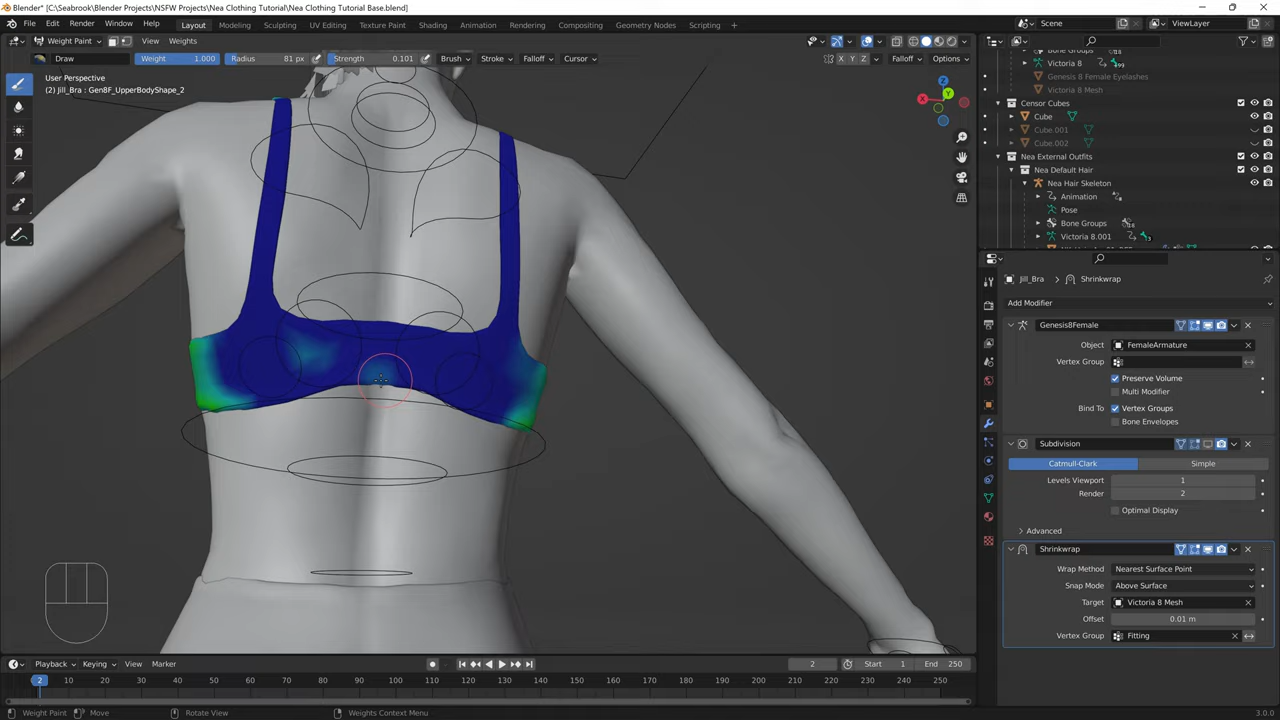 Blender* [C:\Seabrook\Blender Projects\NSFW Projects\Nea Clothing Tutorial\Nea Clothing Tutorial Base.blend]
File Edit Render Window Help Layout Modeling Sculpting UV Editing Texture Paint Shading Animation Rendering Compositing Geometry Nodes Scripting + Scene ViewLayer
Weight Paint View Weights
Draw Weight 1.000 Radius 81 px Strength 0.101 Brush Stroke Falloff Cursor X Y Z Falloff Options
User Perspective
(2) Jill_Bra : Gen8F_UpperBodyShape_2
X Y Z
Bone Groups
Victoria 8
Genesis 8 Female Eyelashes
Victoria 8 Mesh
Censor Cubes
Cube
Cube.001
Cube.002
Nea External Outfits
Nea Default Hair
Nea Hair Skeleton
Animation
Pose
Bone Groups
Victoria 8.001
Jill_Bra > Shrinkwrap
Add Modifier
Genesis8Female
Object FemaleArmature
Vertex Group
Preserve Volume
Multi Modifier
Bind To Vertex Groups
Bone Envelopes
Subdivision
Catmull-Clark Simple
Levels Viewport 1
Render 2
Optimal Display
Advanced
Shrinkwrap
Wrap Method Nearest Surface Point
Snap Mode Above Surface
Target Victoria 8 Mesh
Offset 0.01 m
Vertex Group Fitting
Playback Keying View Marker 2 Start 1 End 250
2 10 20 30 40 50 60 70 80 90 100 110 120 130 140 150 160 170 180 190 200 210 220 230 240 250
Weight Paint Move Rotate View Weights Context Menu 3.0.0